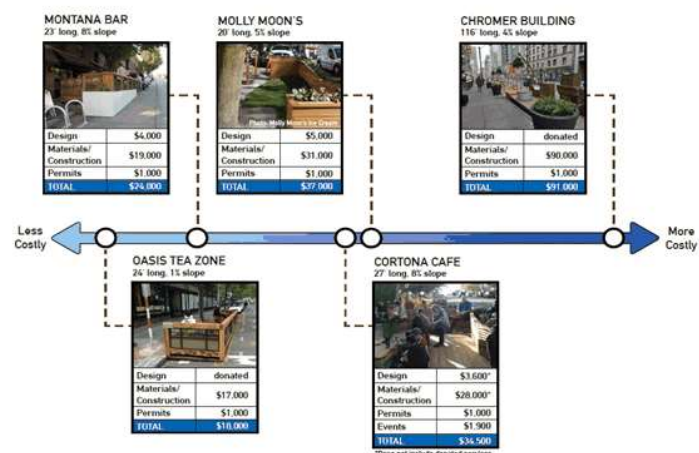 MONTANA BAR
23' long, 8% slope
Design $4,000
Materials/
Construction $19,000
Permits $1,000
TOTAL $24,000
MOLLY MOON'S
20' long, 5% slope
Photo: Molly Moon's Ice Cream
Design $5,000
Materials/
Construction $31,000
Permits $1,000
TOTAL $37,000
CHROMER BUILDING
116' long, 4% slope
Design donated
Materials/
Construction $90,000
Permits $1,000
TOTAL $91,000
Less
Costly
More
Costly
OASIS TEA ZONE
24' long, 1% slope
Design donated
Materials/
Construction $17,000
Permits $1,000
TOTAL $18,000
CORTONA CAFE
27' long, 8% slope
Design $3,600*
Materials/
Construction $28,000*
Permits $1,000
Events $1,900
TOTAL $34,500